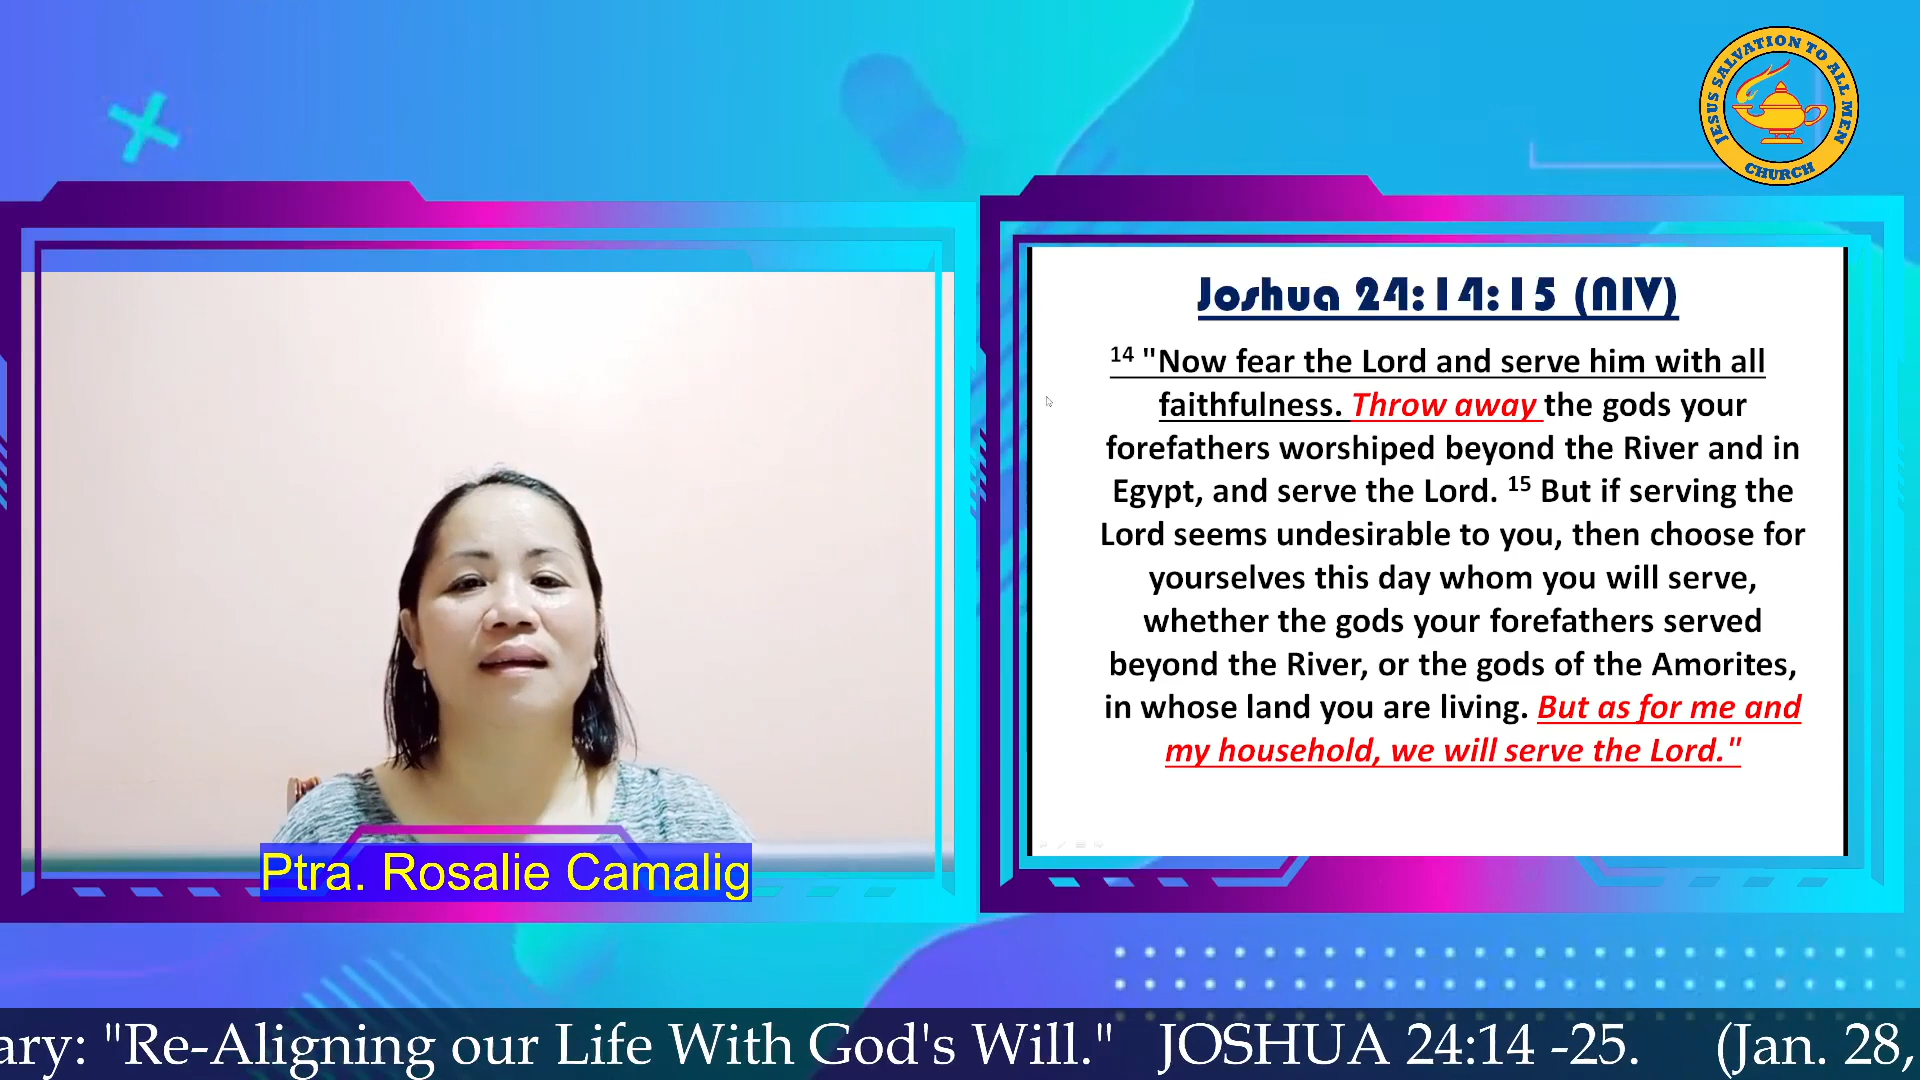 JESUS SALVATION TO ALL MEN
CHURCH
Joshua 24:14:15 (NIV)
14 "Now fear the Lord and serve him with all
faithfulness. Throw away the gods your
forefathers worshiped beyond the River and in
Egypt, and serve the Lord. 15 But if serving the
Lord seems undesirable to you, then choose for
yourselves this day whom you will serve,
whether the gods your forefathers served
beyond the River, or the gods of the Amorites,
in whose land you are living. But as for me and
my household, we will serve the Lord."
Ptra. Rosalie Camalig
ary: "Re-Aligning our Life With God's Will." JOSHUA 24:14 -25. (Jan. 28,